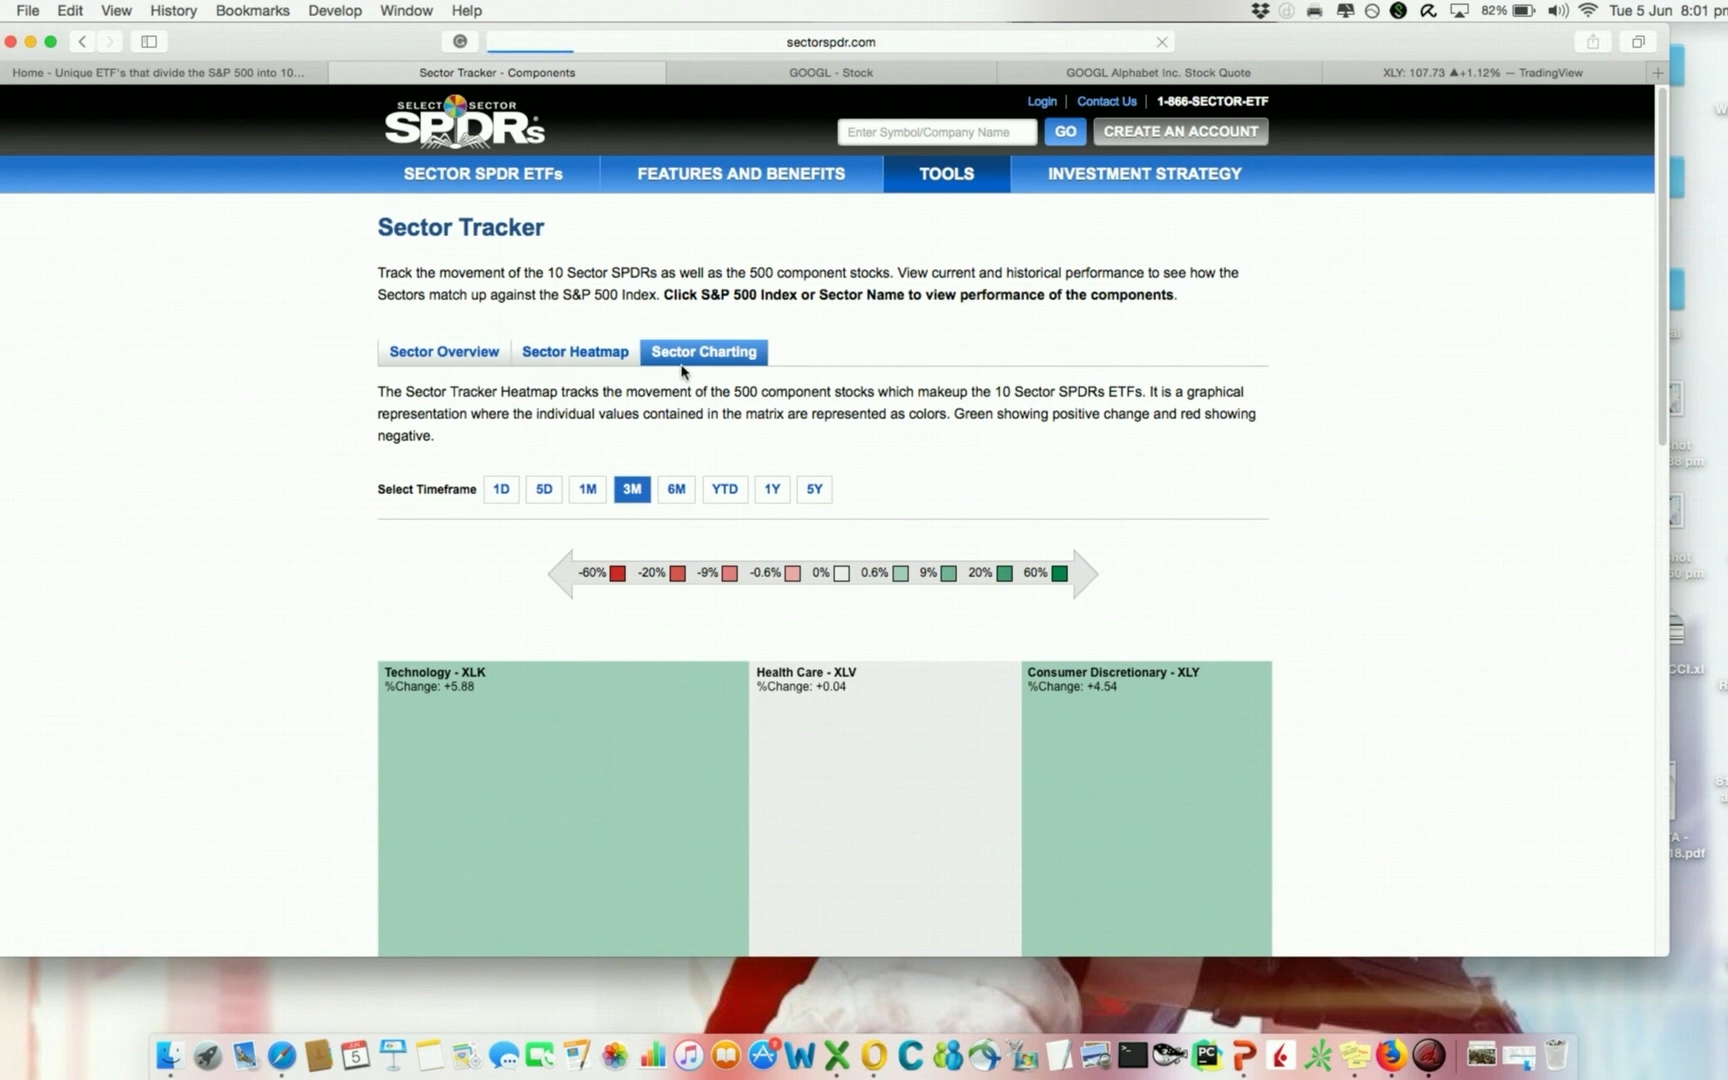 File Edit View History Bookmarks Develop Window Help 82% Tue 5 Jun 8:01
sectorspdr.com
Home - Unique ETF's that divide the S&P 500 into 10... Sector Tracker - Components GOOGL - Stock GOOGL Alphabet Inc. Stock Quote XLY: 107.73 ▲+1.12% — TradingView
SELECT SECTOR
SPDRs
Login Contact Us 1-866-SECTOR-ETF
Enter Symbol/Company Name GO CREATE AN ACCOUNT
SECTOR SPDR ETFs FEATURES AND BENEFITS TOOLS INVESTMENT STRATEGY
Sector Tracker
Track the movement of the 10 Sector SPDRs as well as the 500 component stocks. View current and historical performance to see how the
Sectors match up against the S&P 500 Index. Click S&P 500 Index or Sector Name to view performance of the components.
Sector Overview Sector Heatmap Sector Charting
The Sector Tracker Heatmap tracks the movement of the 500 component stocks which makeup the 10 Sector SPDRs ETFs. It is a graphical
representation where the individual values contained in the matrix are represented as colors. Green showing positive change and red showing
negative.
Select Timeframe 1D 5D 1M 3M 6M YTD 1Y 5Y
-60% -20% -9% -0.6% 0% 0.6% 9% 20% 60%
Technology - XLK Health Care - XLV Consumer Discretionary - XLY
%Change: +5.88 %Change: +0.04 %Change: +4.54